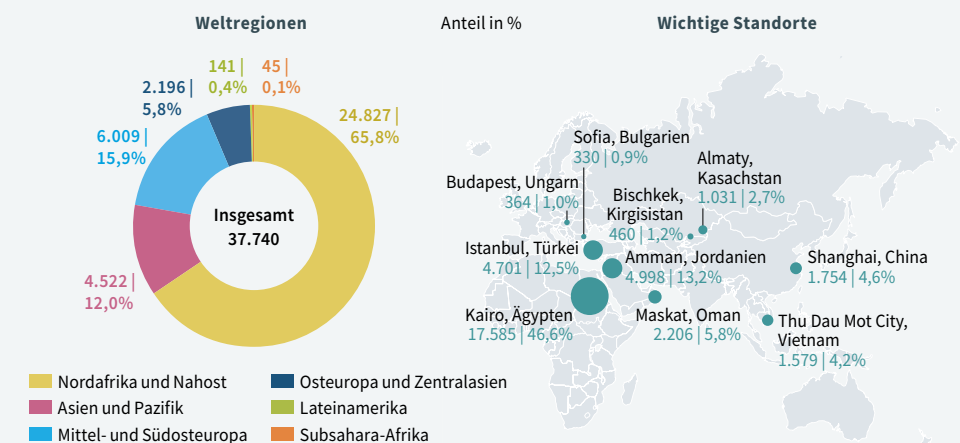 Weltregionen
Anteil in %
Wichtige Standorte
141 |
0,4%
45 |
0,1%
2.196 |
5,8%
24.827 |
65,8%
6.009 |
15,9%
Insgesamt
37.740
4.522 |
12,0%
Sofia, Bulgarien
330 | 0,9%
Almaty,
Kasachstan
1.031 | 2,7%
Budapest, Ungarn
364 | 1,0%
Bischkek,
Kirgisistan
460 | 1,2%
Istanbul, Türkei
4.701 | 12,5%
Amman, Jordanien
4.998 | 13,2%
Shanghai, China
1.754 | 4,6%
Kairo, Ägypten
17.585 | 46,6%
Maskat, Oman
2.206 | 5,8%
Thu Dau Mot City,
Vietnam
1.579 | 4,2%
Nordafrika und Nahost
Osteuropa und Zentralasien
Asien und Pazifik
Lateinamerika
Mittel- und Südosteuropa
Subsahara-Afrika